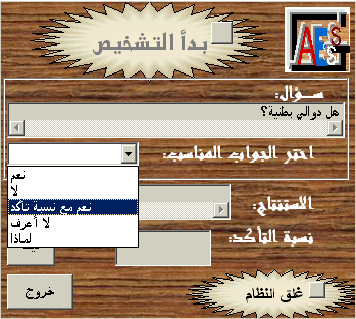 بدأ التشخيص
AEGSS
سؤال:
هل دوالي بطنية؟
اختر الجواب المناسب:
نعم
لا
نعم مع نسبة تأكد
لا أعرف
لماذا
الاستنتاج:
نسبة التأكد:
خروج
غلق النظام